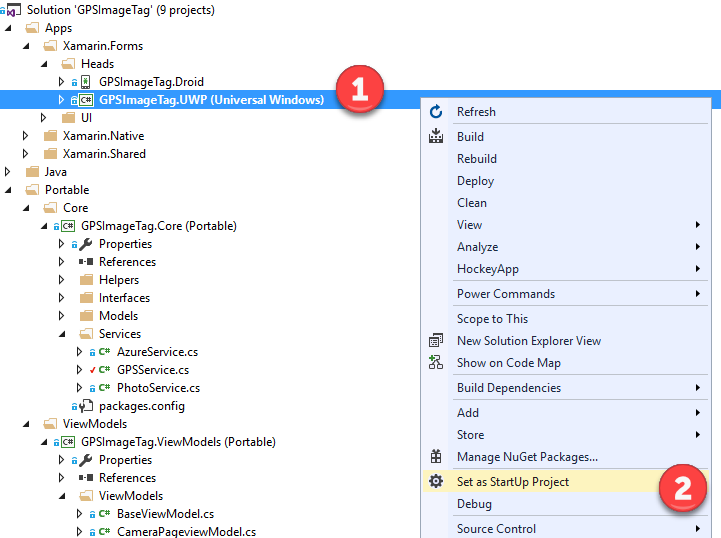 Solution 'GPSImageTag' (9 projects)
Apps
Xamarin.Forms
Heads
GPSImageTag.Droid
C# GPSImageTag.UWP (Universal Windows)
1
UI
Xamarin.Native
Xamarin.Shared
Java
Portable
Core
C# GPSImageTag.Core (Portable)
Properties
References
Helpers
Interfaces
Models
Services
C# AzureService.cs
C# GPSService.cs
C# PhotoService.cs
packages.config
ViewModels
C# GPSImageTag.ViewModels (Portable)
Properties
References
ViewModels
C# BaseViewModel.cs
C# CameraPageviewModel.cs
Refresh
Build
Rebuild
Deploy
Clean
View
Analyze
HockeyApp
Power Commands
Scope to This
New Solution Explorer View
Show on Code Map
Build Dependencies
Add
Store
Manage NuGet Packages...
Set as StartUp Project
2
Debug
Source Control